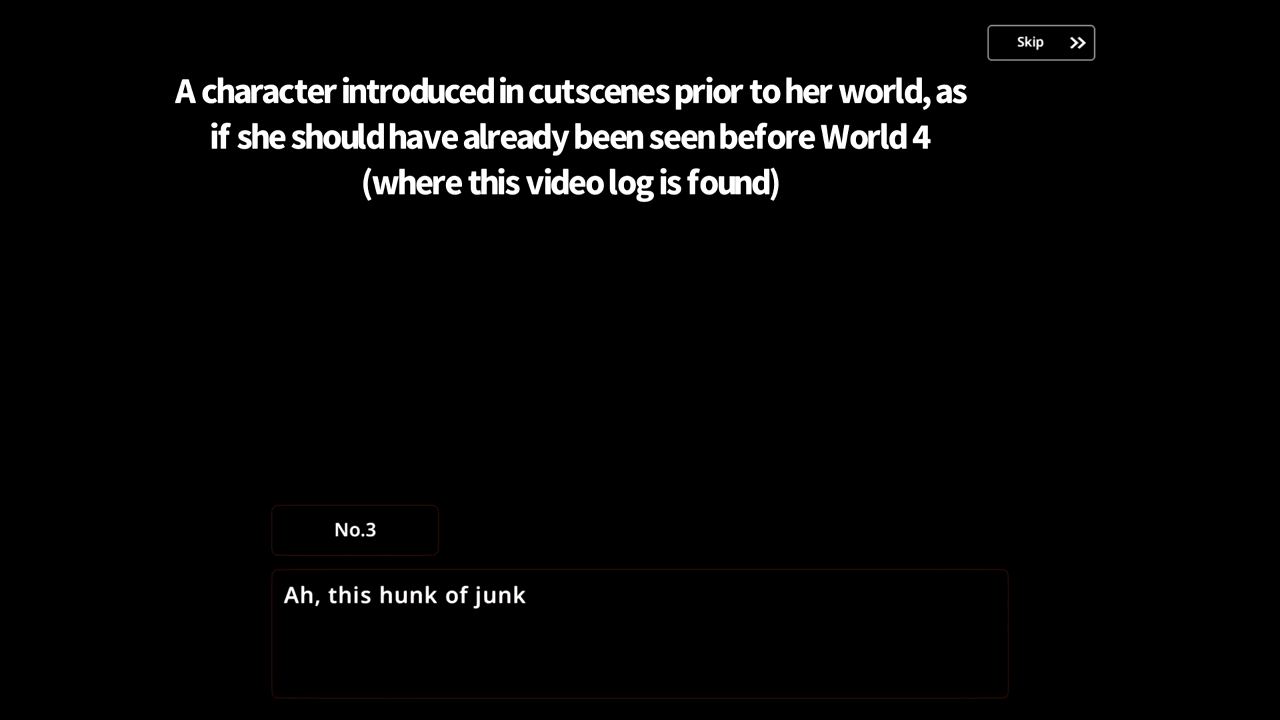 Skip
A character introduced in cutscenes prior to her world, as
if she should have already been seen before World 4
(where this video log is found)
No.3
Ah, this hunk of junk